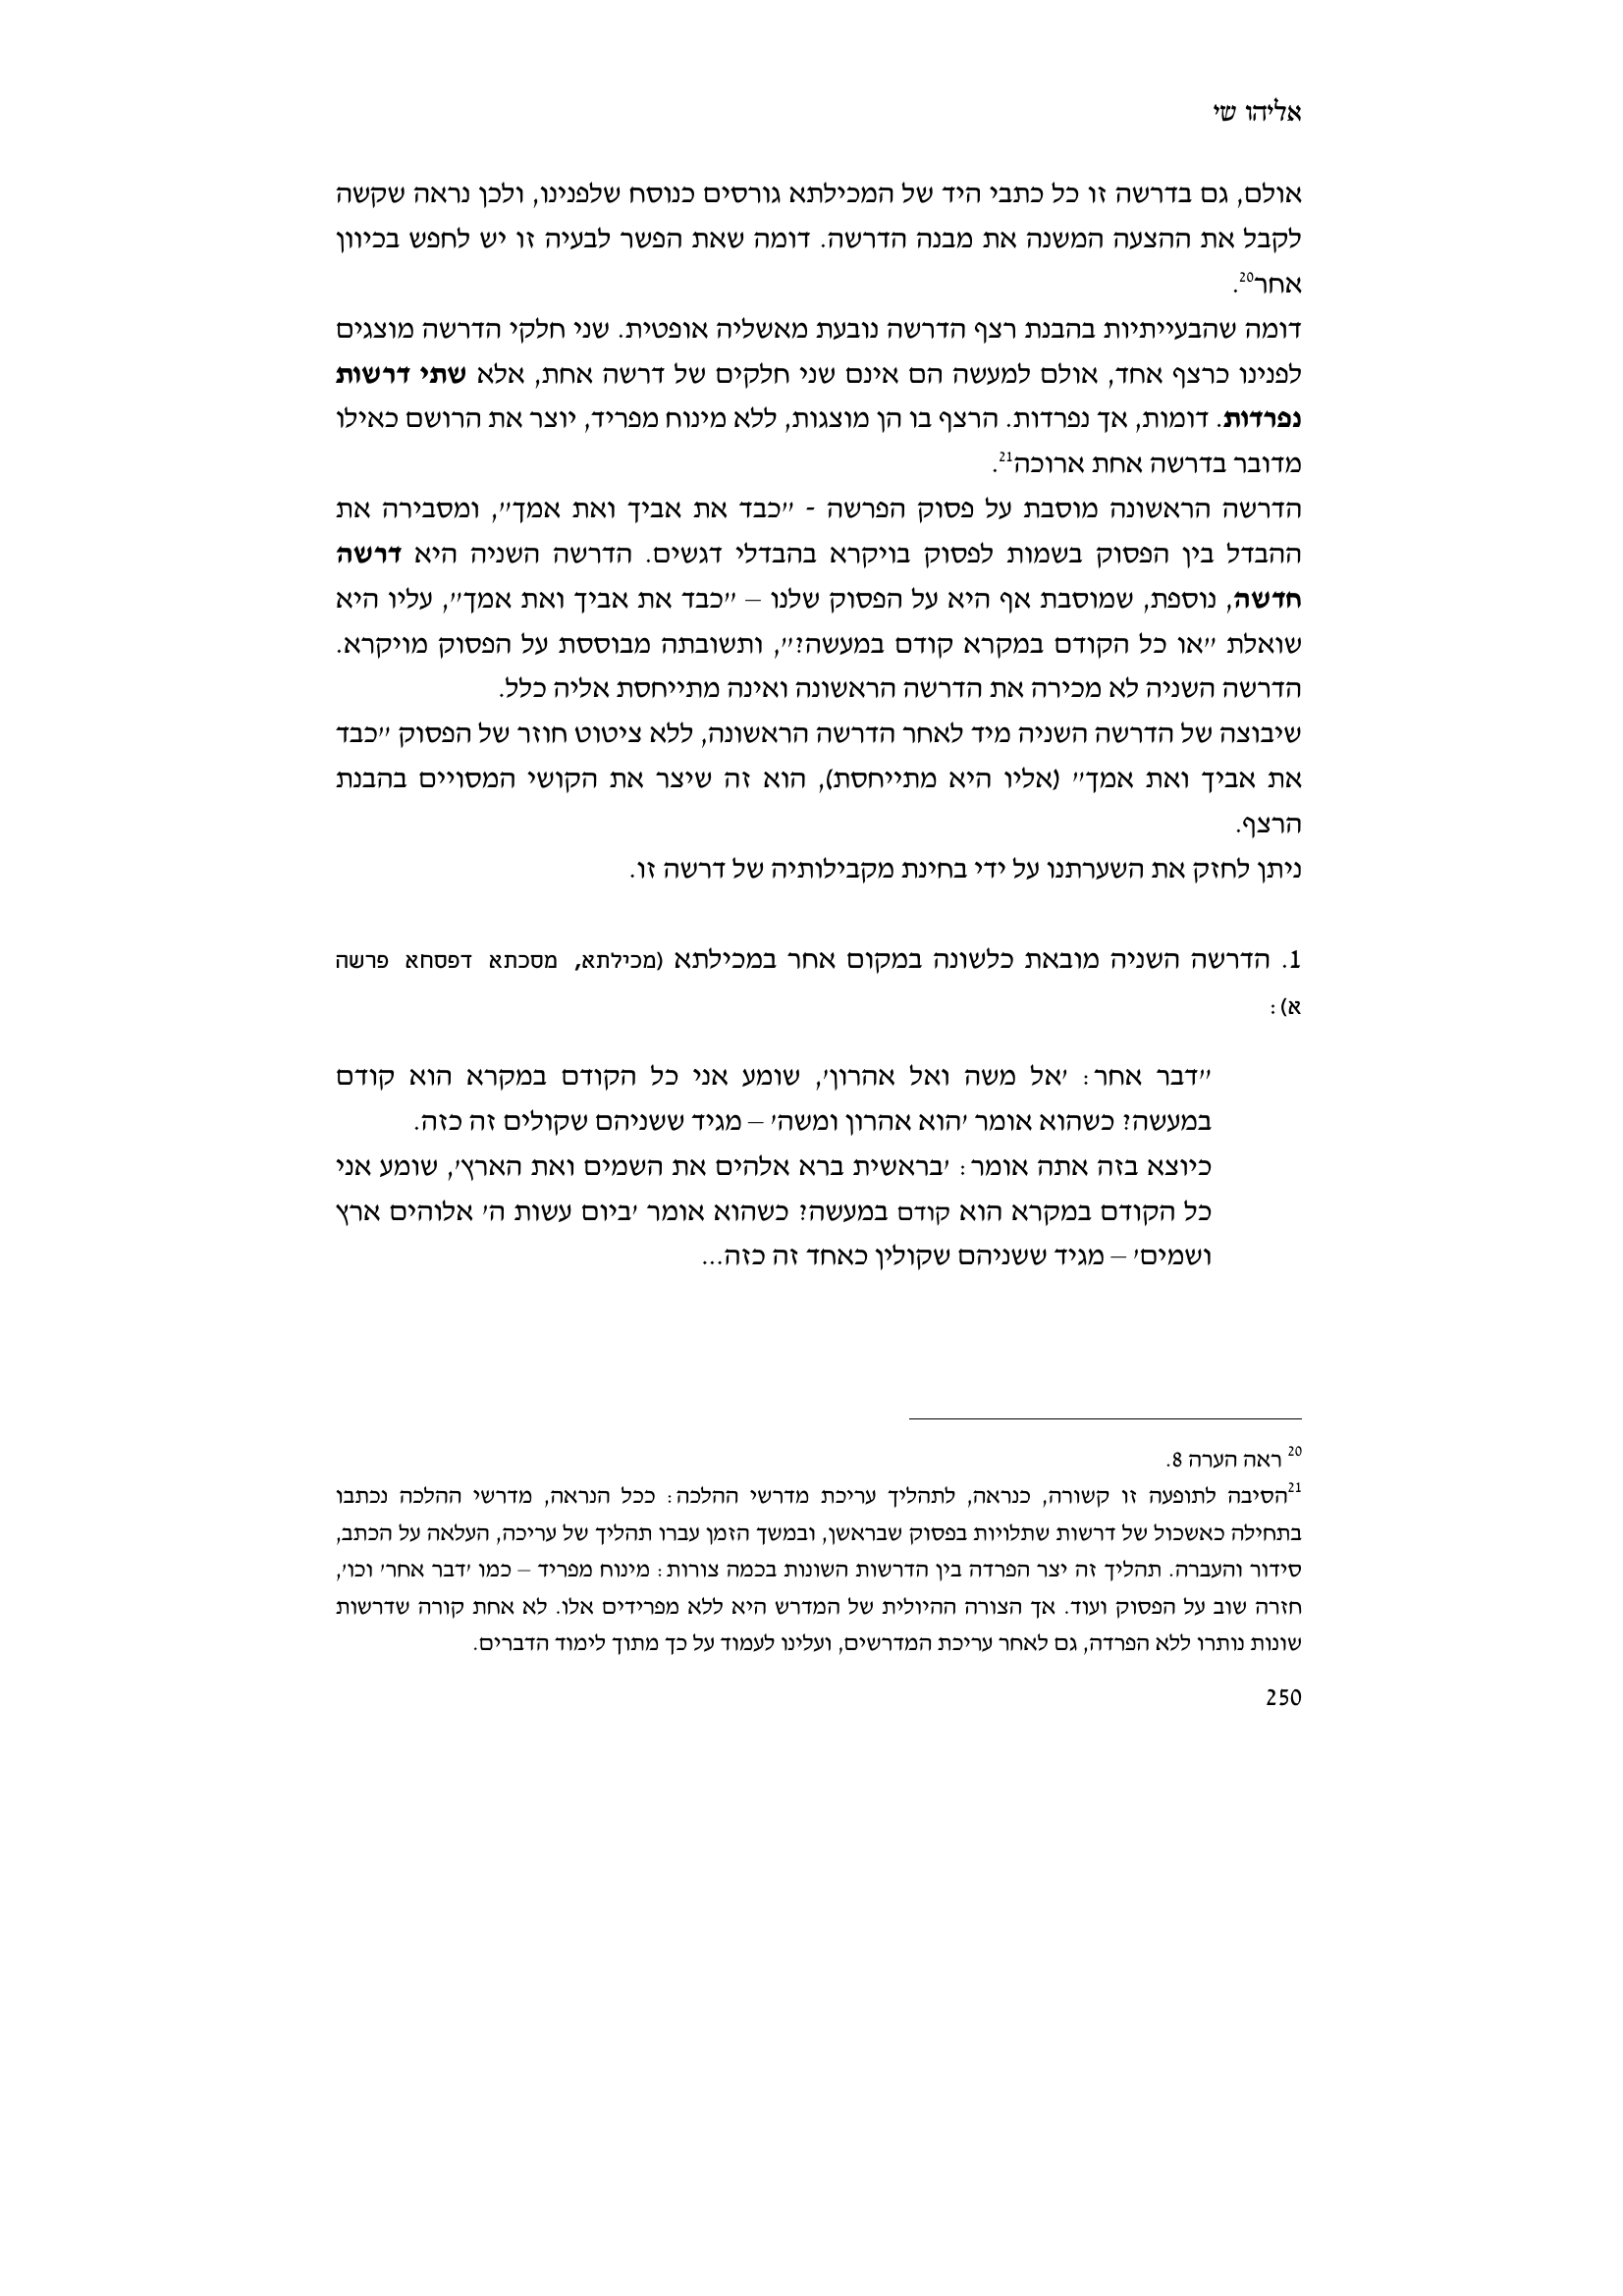 אליהו שי
אולם, גם בדרשה זו כל כתבי היד של המכילתא גורסים כנוסח שלפנינו, ולכן נראה שקשה
לקבל את ההצעה המשנה את מבנה הדרשה. דומה שאת הפשר לבעיה זו יש לחפש בכיוון
אחר20.
דומה שהבעייתיות בהבנת רצף הדרשה נובעת מאשליה אופטית. שני חלקי הדרשה מוצגים
לפנינו כרצף אחד, אולם למעשה הם אינם שני חלקים של דרשה אחת, אלא שתי דרשות
נפרדות. דומות, אך נפרדות. הרצף בו הן מוצגות, ללא מינוח מפריד, יוצר את הרושם כאילו
מדובר בדרשה אחת ארוכה21.
הדרשה הראשונה מוסבת על פסוק הפרשה - "כבד את אביך ואת אמך", ומסבירה את
ההבדל בין הפסוק בשמות לפסוק בויקרא בהבדלי דגשים. הדרשה השניה היא דרשה
חדשה, נוספת, שמוסבת אף היא על הפסוק שלנו – "כבד את אביך ואת אמך", עליו היא
שואלת "או כל הקודם במקרא קודם במעשה?", ותשובתה מבוססת על הפסוק מויקרא.
הדרשה השניה לא מכירה את הדרשה הראשונה ואינה מתייחסת אליה כלל.
שיבוצה של הדרשה השניה מיד לאחר הדרשה הראשונה, ללא ציטוט חוזר של הפסוק "כבד
את אביך ואת אמך" (אליו היא מתייחסת), הוא זה שיצר את הקושי המסויים בהבנת
הרצף.
ניתן לחזק את השערתנו על ידי בחינת מקבילותיה של דרשה זו.
1. הדרשה השניה מובאת כלשונה במקום אחר במכילתא (מכילתא, מסכתא דפסחא פרשה
א):
"דבר אחר: 'אל משה ואל אהרון', שומע אני כל הקודם במקרא הוא קודם
במעשה? כשהוא אומר 'הוא אהרון ומשה' – מגיד ששניהם שקולים זה כזה.
כיוצא בזה אתה אומר: 'בראשית ברא אלהים את השמים ואת הארץ', שומע אני
כל הקודם במקרא הוא קודם במעשה? כשהוא אומר 'ביום עשות ה' אלוהים ארץ
ושמים' – מגיד ששניהם שקולין כאחד זה כזה...
20 ראה הערה 8.
21הסיבה לתופעה זו קשורה, כנראה, לתהליך עריכת מדרשי ההלכה: ככל הנראה, מדרשי ההלכה נכתבו
בתחילה כאשכול של דרשות שתלויות בפסוק שבראשן, ובמשך הזמן עברו תהליך של עריכה, העלאה על הכתב,
סידור והעברה. תהליך זה יצר הפרדה בין הדרשות השונות בכמה צורות: מינוח מפריד – כמו 'דבר אחר' וכו',
חזרה שוב על הפסוק ועוד. אך הצורה ההיולית של המדרש היא ללא מפרידים אלו. לא אחת קורה שדרשות
שונות נותרו ללא הפרדה, גם לאחר עריכת המדרשים, ועלינו לעמוד על כך מתוך לימוד הדברים.
250